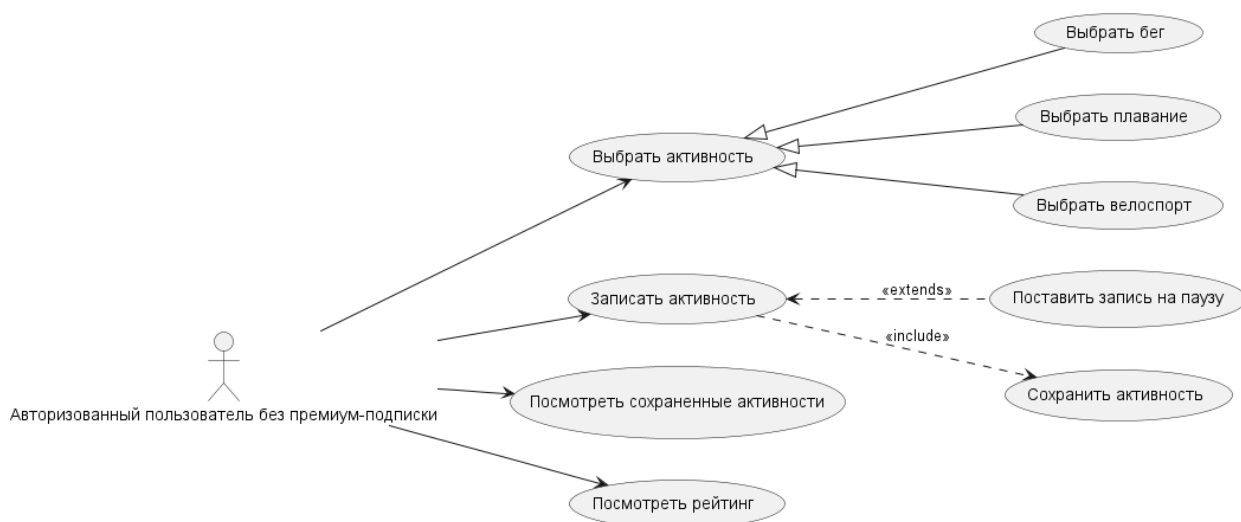 Выбрать бег
Выбрать плавание
Выбрать активность
Выбрать велоспорт
Записать активность
«extends»
Поставить запись на паузу
«include»
Сохранить активность
Посмотреть сохраненные активности
Авторизованный пользователь без премиум-подписки
Посмотреть рейтинг